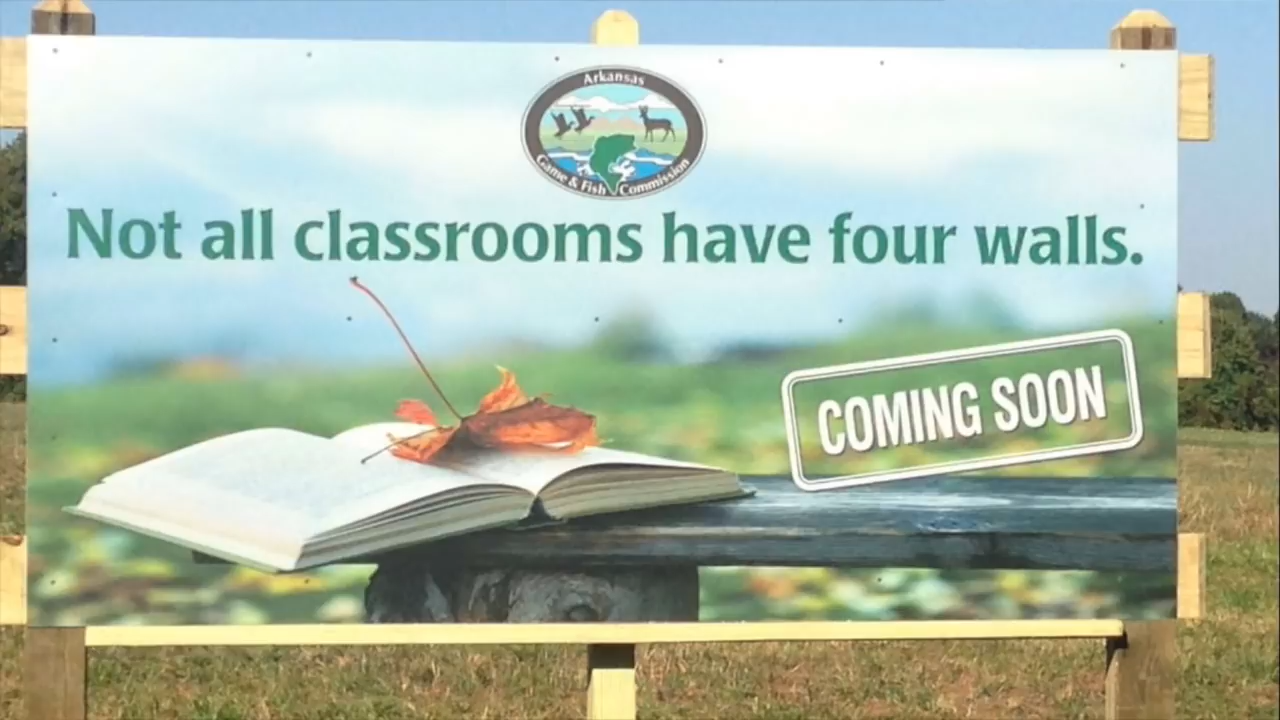 Arkansas
Game & Fish Commission
Not all classrooms have four walls.
COMING SOON